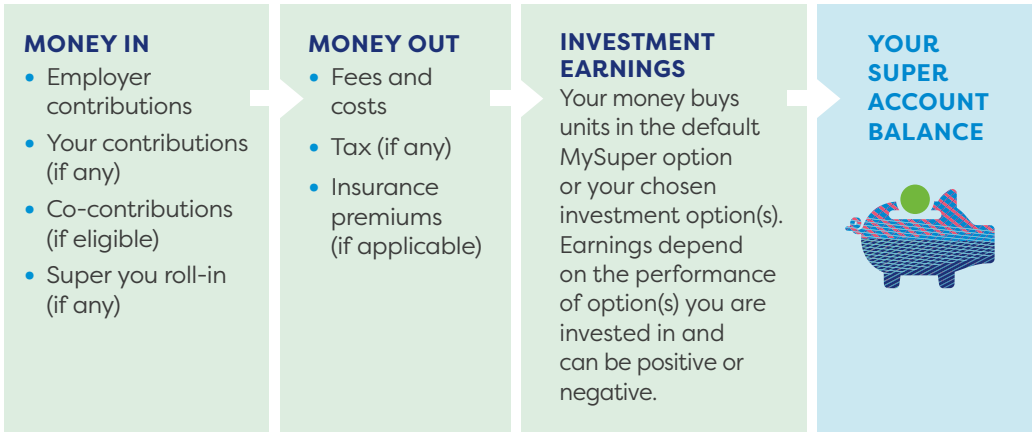 MONEY IN
• Employer
contributions
• Your contributions
(if any)
• Co-contributions
(if eligible)
• Super you roll-in
(if any)
MONEY OUT
• Fees and
costs
• Tax (if any)
• Insurance
premiums
(if applicable)
INVESTMENT
EARNINGS
Your money buys
units in the default
MySuper option
or your chosen
investment option(s).
Earnings depend
on the performance
of option(s) you are
invested in and
can be positive or
negative.
YOUR
SUPER
ACCOUNT
BALANCE